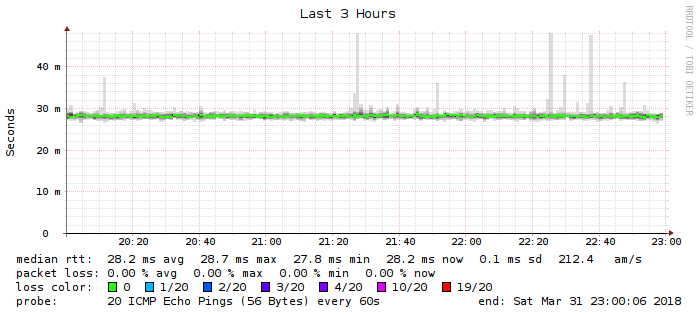 Last 3 Hours
RRDTOOL / TOBI OETIKER
Seconds
40 m
30 m
20 m
10 m
0
20:20 20:40 21:00 21:20 21:40 22:00 22:20 22:40 23:00
median rtt: 28.2 ms avg 28.7 ms max 27.8 ms min 28.2 ms now 0.1 ms sd 212.4 am/s
packet loss: 0.00 % avg 0.00 % max 0.00 % min 0.00 % now
loss color: 0 1/20 2/20 3/20 4/20 10/20 19/20
probe: 20 ICMP Echo Pings (56 Bytes) every 60s end: Sat Mar 31 23:00:06 2018